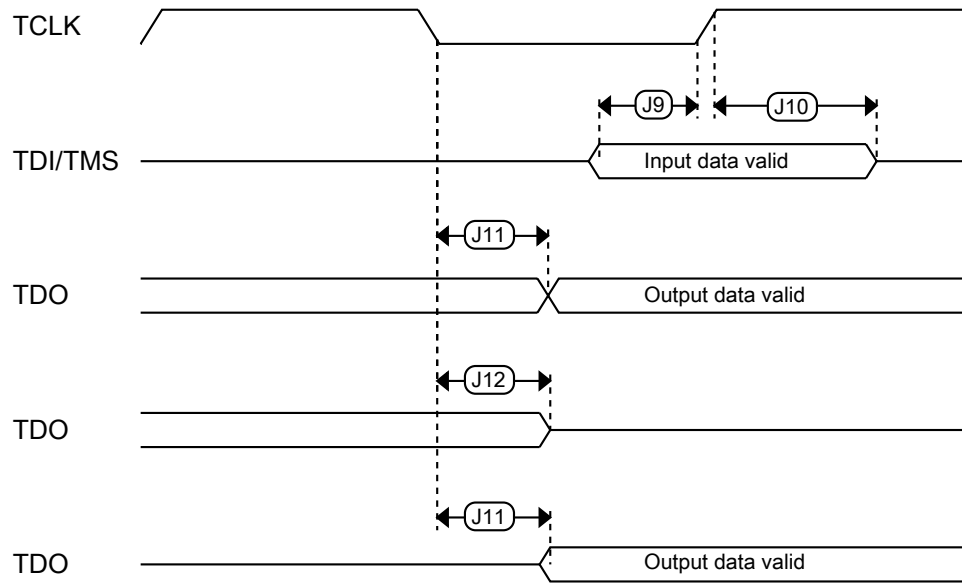 TCLK
J9
J10
TDI/TMS
Input data valid
J11
TDO
Output data valid
J12
TDO
J11
TDO
Output data valid